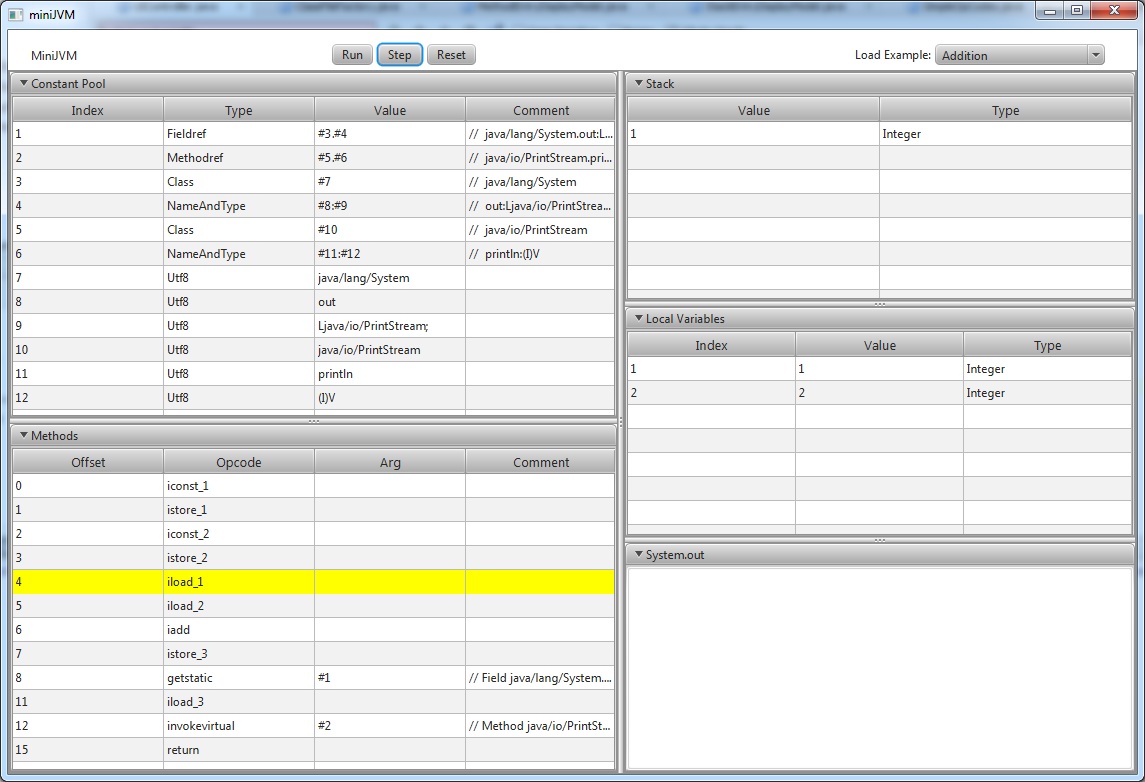 miniJVM
MiniJVM Run Step Reset Load Example: Addition
Constant Pool
Index Type Value Comment
1 Fieldref #3.#4 // java/lang/System.out:L...
2 Methodref #5.#6 // java/io/PrintStream.pri...
3 Class #7 // java/lang/System
4 NameAndType #8:#9 // out:Ljava/io/PrintStrea...
5 Class #10 // java/io/PrintStream
6 NameAndType #11:#12 // println:(I)V
7 Utf8 java/lang/System
8 Utf8 out
9 Utf8 Ljava/io/PrintStream;
10 Utf8 java/io/PrintStream
11 Utf8 println
12 Utf8 (I)V
Methods
Offset Opcode Arg Comment
0 iconst_1
1 istore_1
2 iconst_2
3 istore_2
4 iload_1
5 iload_2
6 iadd
7 istore_3
8 getstatic #1 // Field java/lang/System....
11 iload_3
12 invokevirtual #2 // Method java/io/PrintSt...
15 return
Stack
Value Type
1 Integer
Local Variables
Index Value Type
1 1 Integer
2 2 Integer
System.out